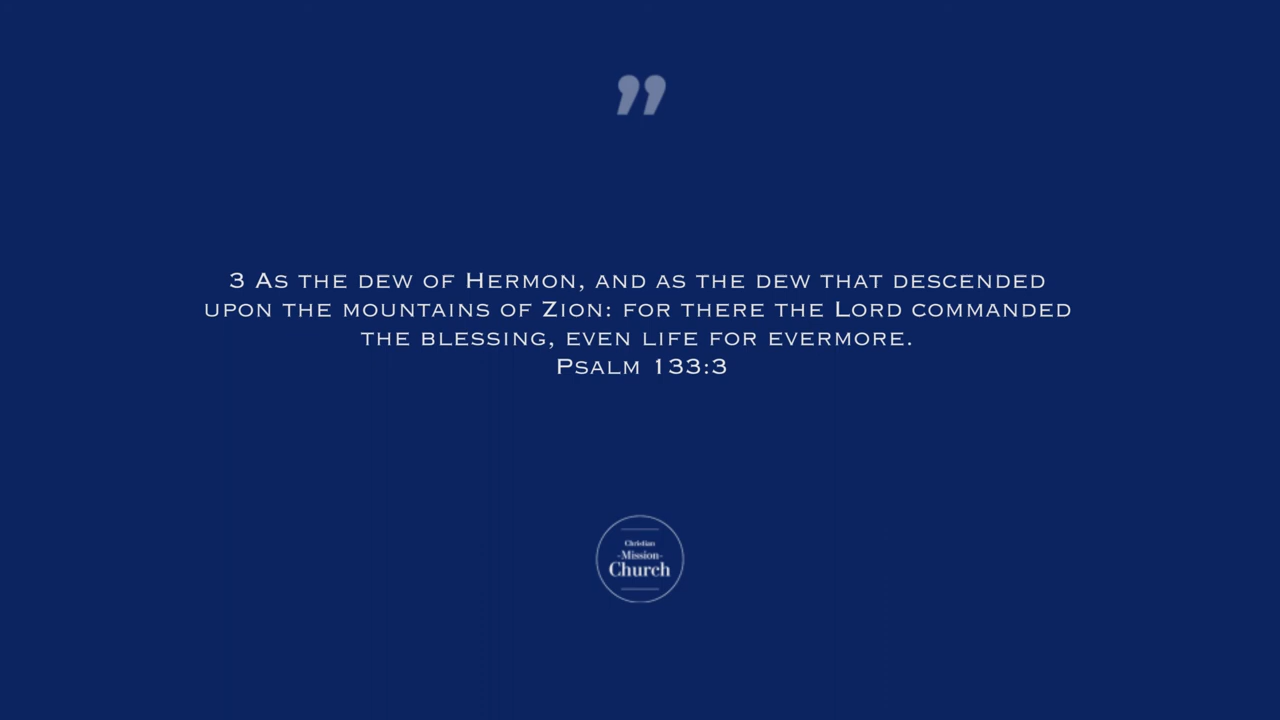 ”
3 As the dew of Hermon, and as the dew that descended
upon the mountains of Zion: for there the Lord commanded
the blessing, even life for evermore.
Psalm 133:3
Christian
-Mission-
Church